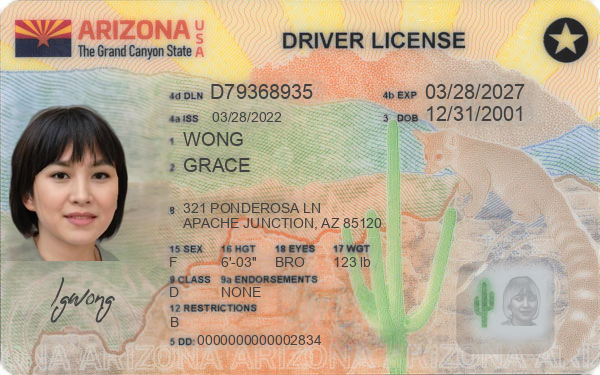 ARIZONA USA
The Grand Canyon State
DRIVER LICENSE
4d DLN D79368935
4b EXP 03/28/2027
4a ISS 03/28/2022
3 DOB 12/31/2001
1 WONG
2 GRACE
8 321 PONDEROSA LN
APACHE JUNCTION, AZ 85120
15 SEX 16 HGT 18 EYES 17 WGT
F 6'-03" BRO 123 lb
9 CLASS 9a ENDORSEMENTS
D NONE
12 RESTRICTIONS
B
5 DD: 0000000000002834
Igwong
ARIZONA ARIZONA ARIZONA ARIZONA